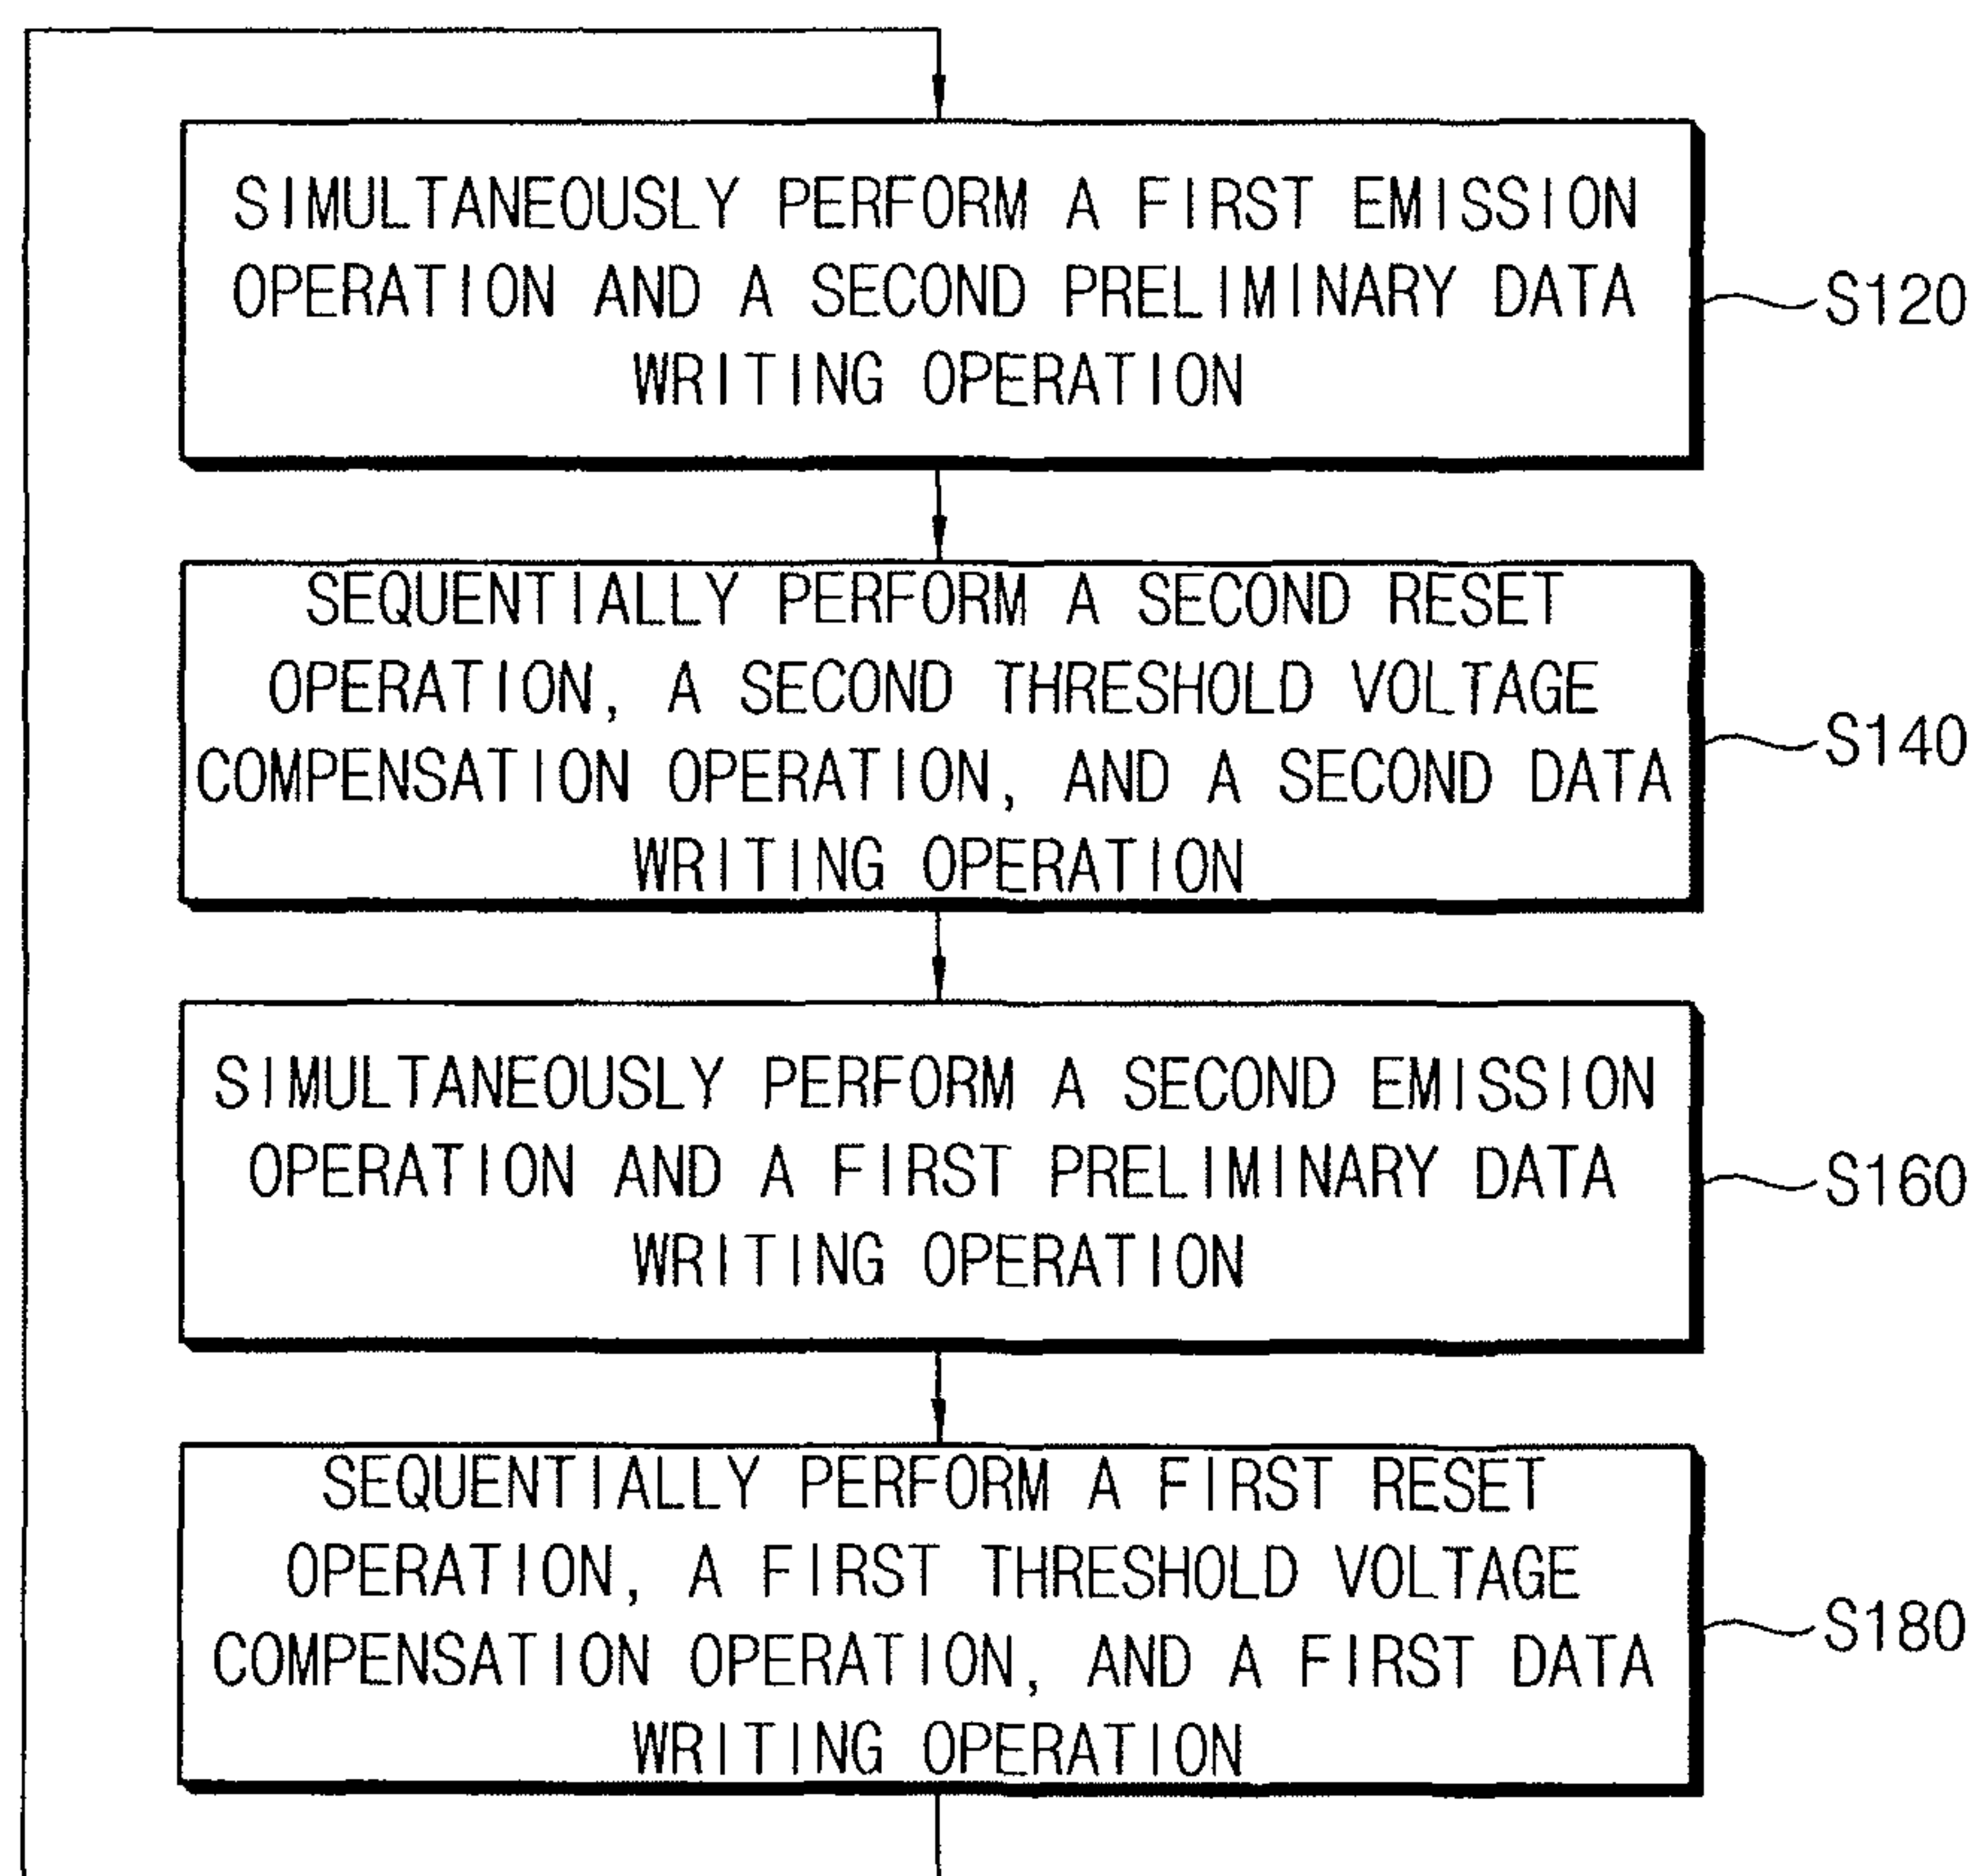 SIMULTANEOUSLY PERFORM A FIRST EMISSION
OPERATION AND A SECOND PRELIMINARY DATA
WRITING OPERATION
S120
SEQUENTIALLY PERFORM A SECOND RESET
OPERATION, A SECOND THRESHOLD VOLTAGE
COMPENSATION OPERATION, AND A SECOND DATA
WRITING OPERATION
S140
SIMULTANEOUSLY PERFORM A SECOND EMISSION
OPERATION AND A FIRST PRELIMINARY DATA
WRITING OPERATION
S160
SEQUENTIALLY PERFORM A FIRST RESET
OPERATION, A FIRST THRESHOLD VOLTAGE
COMPENSATION OPERATION, AND A FIRST DATA
WRITING OPERATION
S180